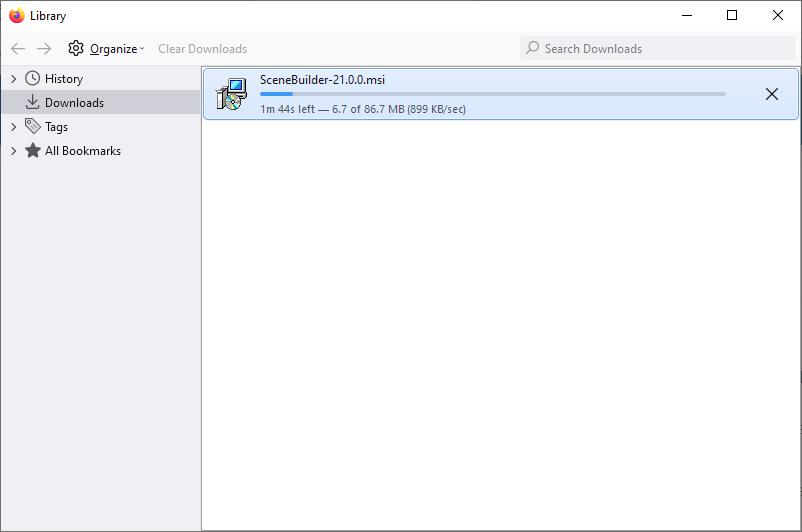 Library
Organize
Clear Downloads
Search Downloads
History
Downloads
Tags
All Bookmarks
SceneBuilder-21.0.0.msi
1m 44s left — 6.7 of 86.7 MB (899 KB/sec)